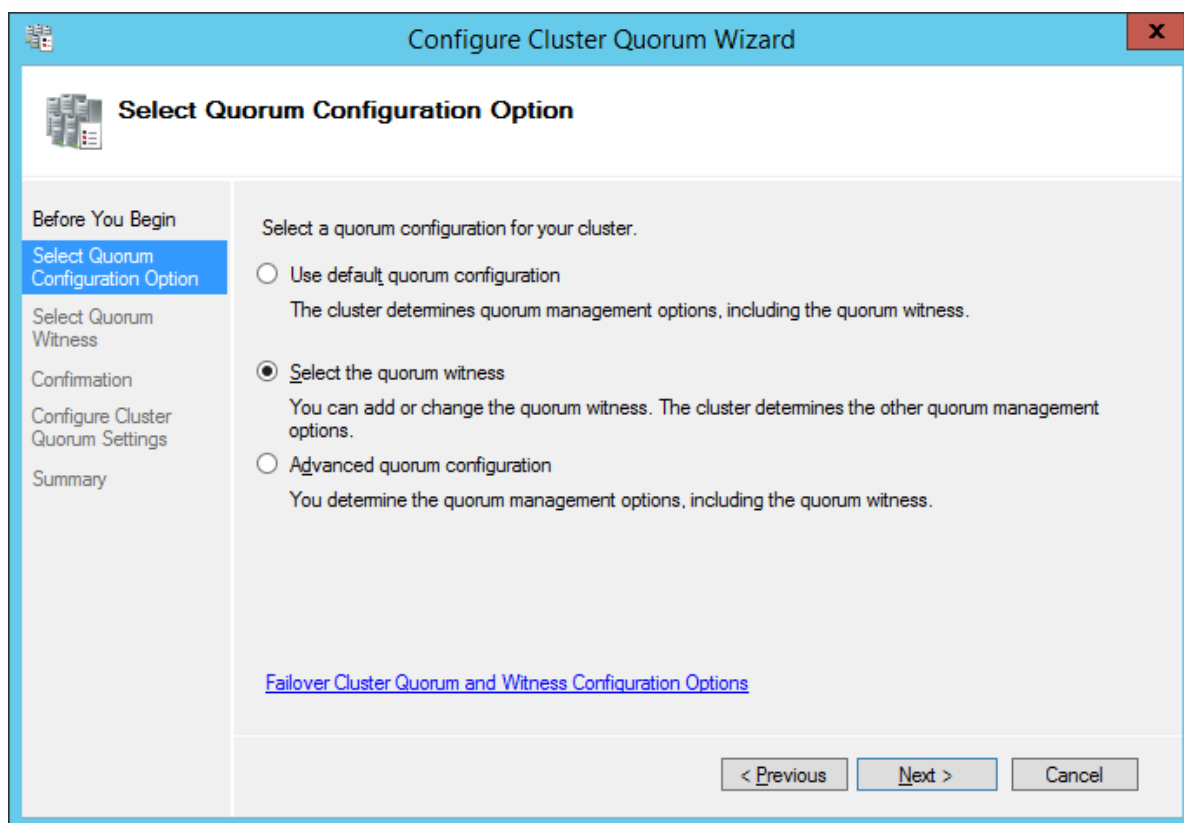 Configure Cluster Quorum Wizard
x
Select Quorum Configuration Option
Before You Begin
Select Quorum
Configuration Option
Select Quorum
Witness
Confirmation
Configure Cluster
Quorum Settings
Summary
Select a quorum configuration for your cluster.
Use default quorum configuration
The cluster determines quorum management options, including the quorum witness.
Select the quorum witness
You can add or change the quorum witness. The cluster determines the other quorum management
options.
Advanced quorum configuration
You determine the quorum management options, including the quorum witness.
Failover Cluster Quorum and Witness Configuration Options
< Previous
Next >
Cancel